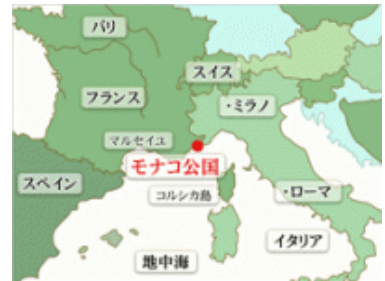 パリ
スイス
フランス
・ミラノ
マルセイユ
モナコ公国
スペイン
コルシカ島
・ローマ
イタリア
地中海